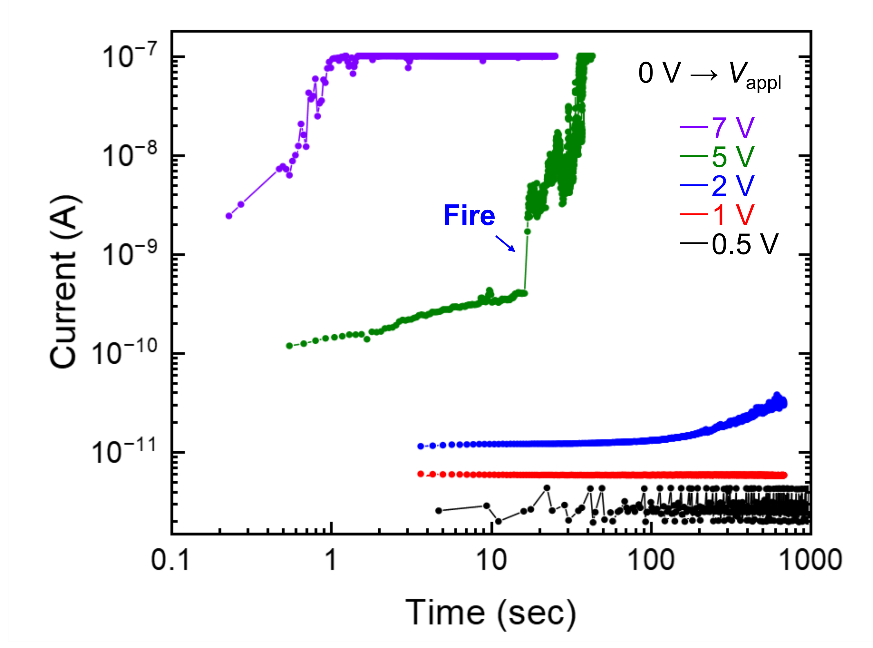 10⁻⁷
10⁻⁸
10⁻⁹
10⁻¹⁰
10⁻¹¹
Current (A)
0 V → Vappl
7 V
5 V
2 V
1 V
0.5 V
Fire
0.1 1 10 100 1000
Time (sec)